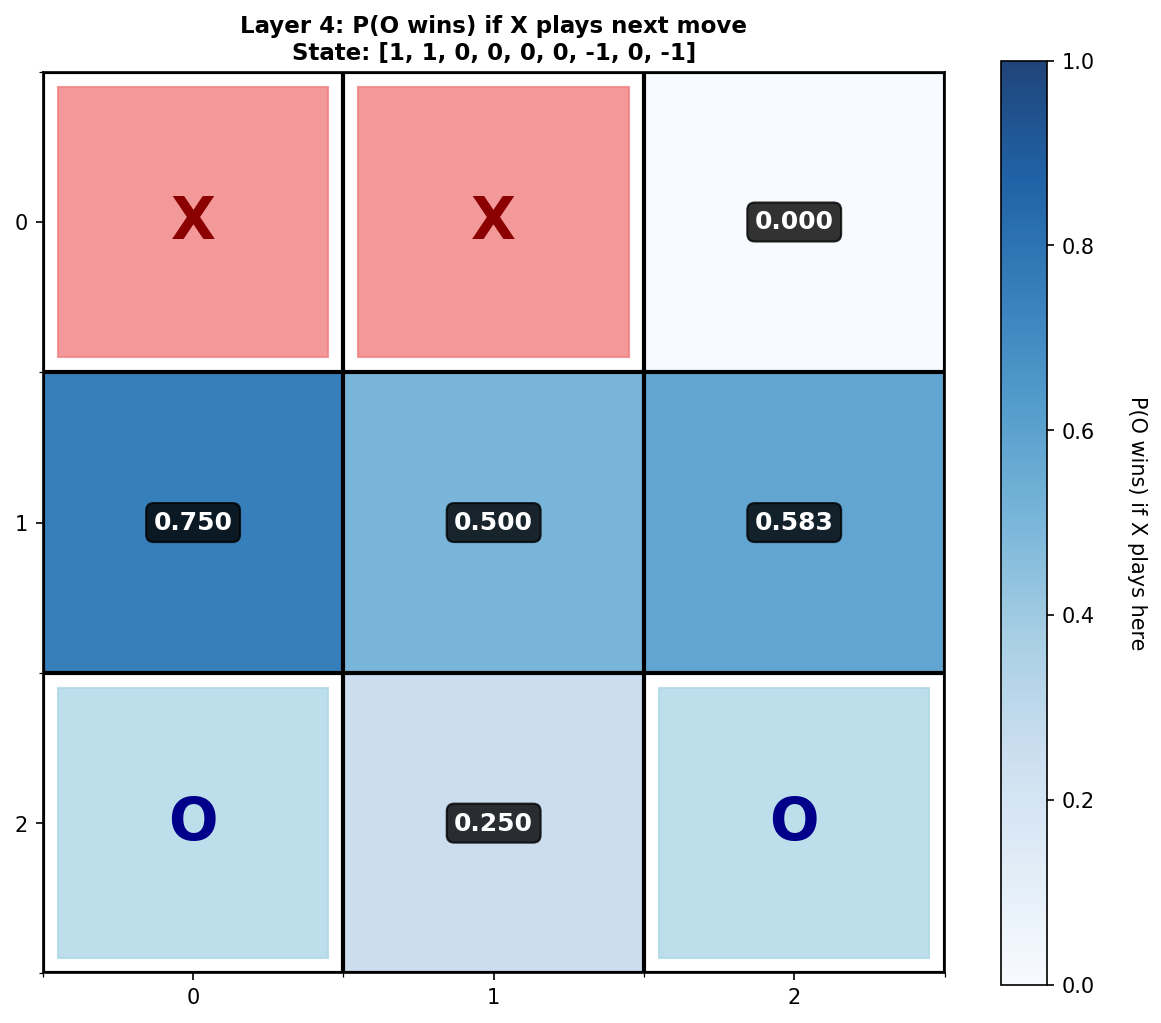 Layer 4: P(O wins) if X plays next move
State: [1, 1, 0, 0, 0, 0, -1, 0, -1]
X
X
0.000
0.750
0.500
0.583
O
0.250
O
0
1
2
0
1
2
1.0
0.8
0.6
0.4
0.2
0.0
P(O wins) if X plays here